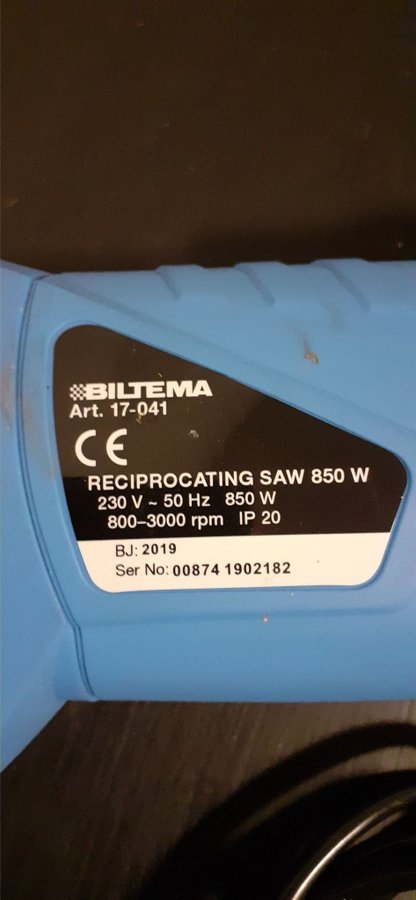 BILTEMA
Art. 17-041
CE
RECIPROCATING SAW 850 W
230 V ~ 50 Hz 850 W
800–3000 rpm IP 20
BJ: 2019
Ser No: 00874 1902182